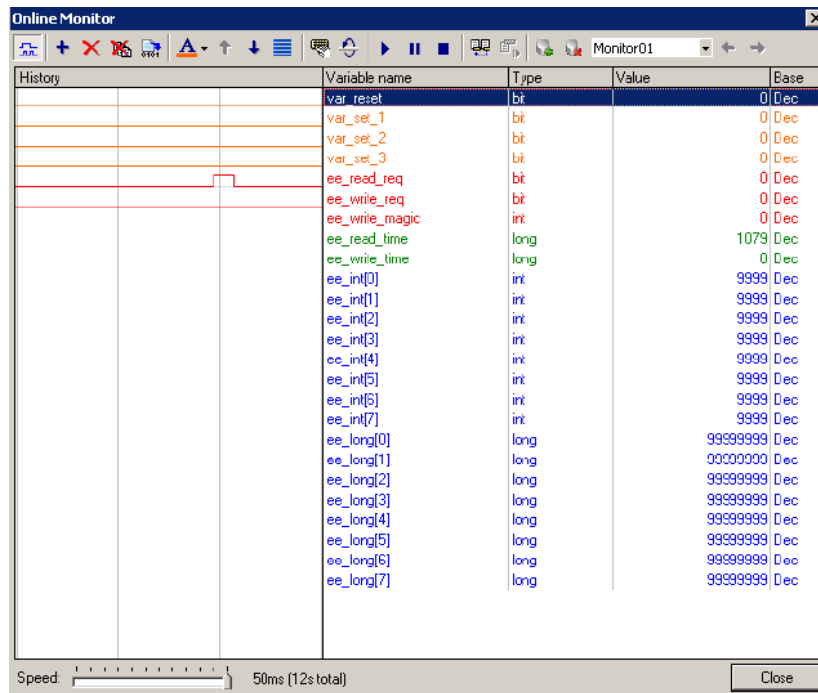 Online Monitor
Monitor01
History Variable name Type Value Base
var_reset bit 0 Dec
var_set_1 bit 0 Dec
var_set_2 bit 0 Dec
var_set_3 bit 0 Dec
ee_read_req bit 0 Dec
ee_write_req bit 0 Dec
ee_write_magic int 0 Dec
ee_read_time long 1079 Dec
ee_write_time long 0 Dec
ee_int[0] int 9999 Dec
ee_int[1] int 9999 Dec
ee_int[2] int 9999 Dec
ee_int[3] int 9999 Dec
ee_int[4] int 9999 Dec
ee_int[5] int 9999 Dec
ee_int[6] int 9999 Dec
ee_int[7] int 9999 Dec
ee_long[0] long 99999999 Dec
ee_long[1] long 99999999 Dec
ee_long[2] long 99999999 Dec
ee_long[3] long 99999999 Dec
ee_long[4] long 99999999 Dec
ee_long[5] long 99999999 Dec
ee_long[6] long 99999999 Dec
ee_long[7] long 99999999 Dec
Speed: 50ms (12s total) Close